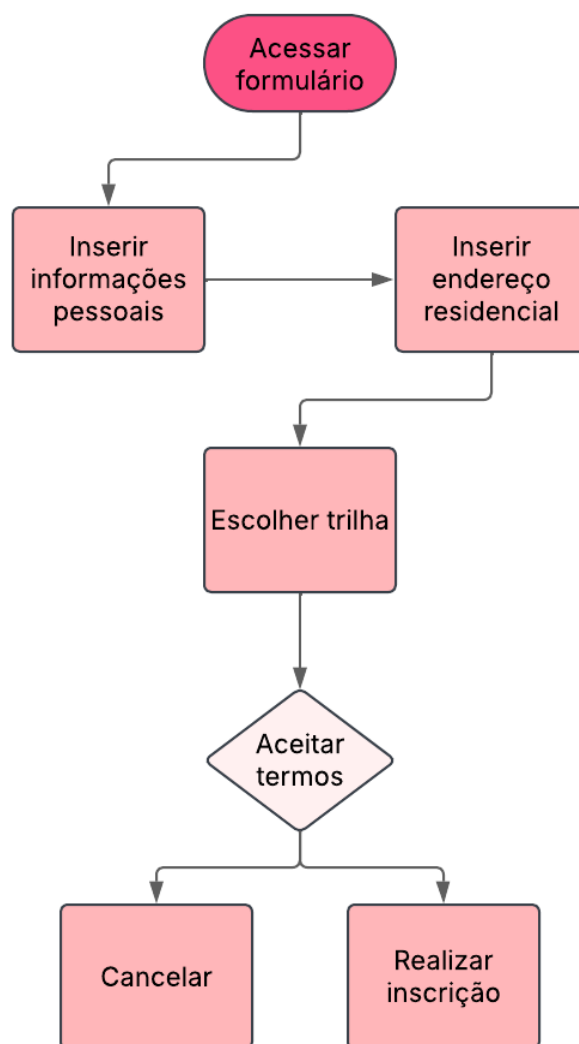 Acessar
formulário
Inserir
informações
pessoais
Inserir
endereço
residencial
Escolher trilha
Aceitar
termos
Cancelar
Realizar
inscrição